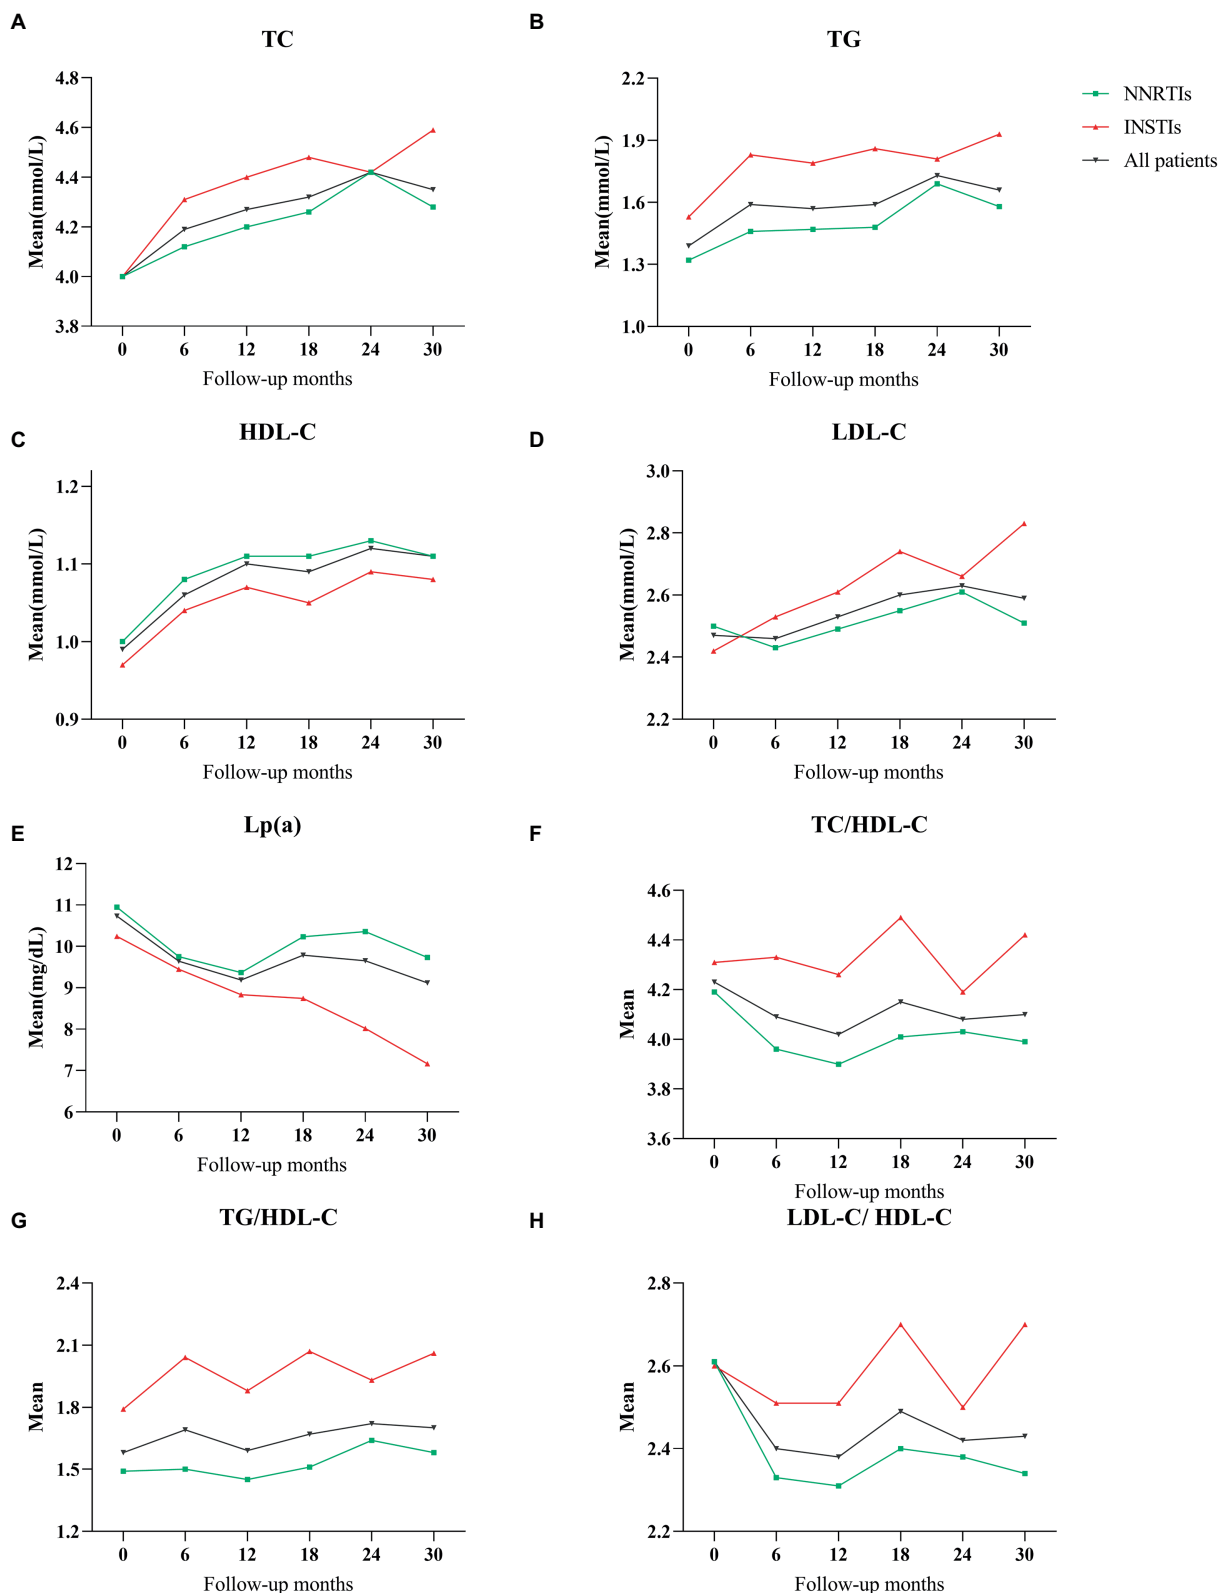 A
TC
Mean(mmol/L)
4.8
4.6
4.4
4.2
4.0
3.8
0 6 12 18 24 30
Follow-up months
B
TG
Mean(mmol/L)
2.2
1.9
1.6
1.3
1.0
0 6 12 18 24 30
Follow-up months
NNRTIs
INSTIs
All patients
C
HDL-C
Mean(mmol/L)
1.2
1.1
1.0
0.9
0 6 12 18 24 30
Follow-up months
D
LDL-C
Mean(mmol/L)
3.0
2.8
2.6
2.4
2.2
0 6 12 18 24 30
Follow-up months
E
Lp(a)
Mean(mg/dL)
12
11
10
9
8
7
6
0 6 12 18 24 30
Follow-up months
F
TC/HDL-C
Mean
4.6
4.4
4.2
4.0
3.8
3.6
0 6 12 18 24 30
Follow-up months
G
TG/HDL-C
Mean
2.4
2.1
1.8
1.5
1.2
0 6 12 18 24 30
Follow-up months
H
LDL-C/ HDL-C
Mean
2.8
2.6
2.4
2.2
0 6 12 18 24 30
Follow-up months